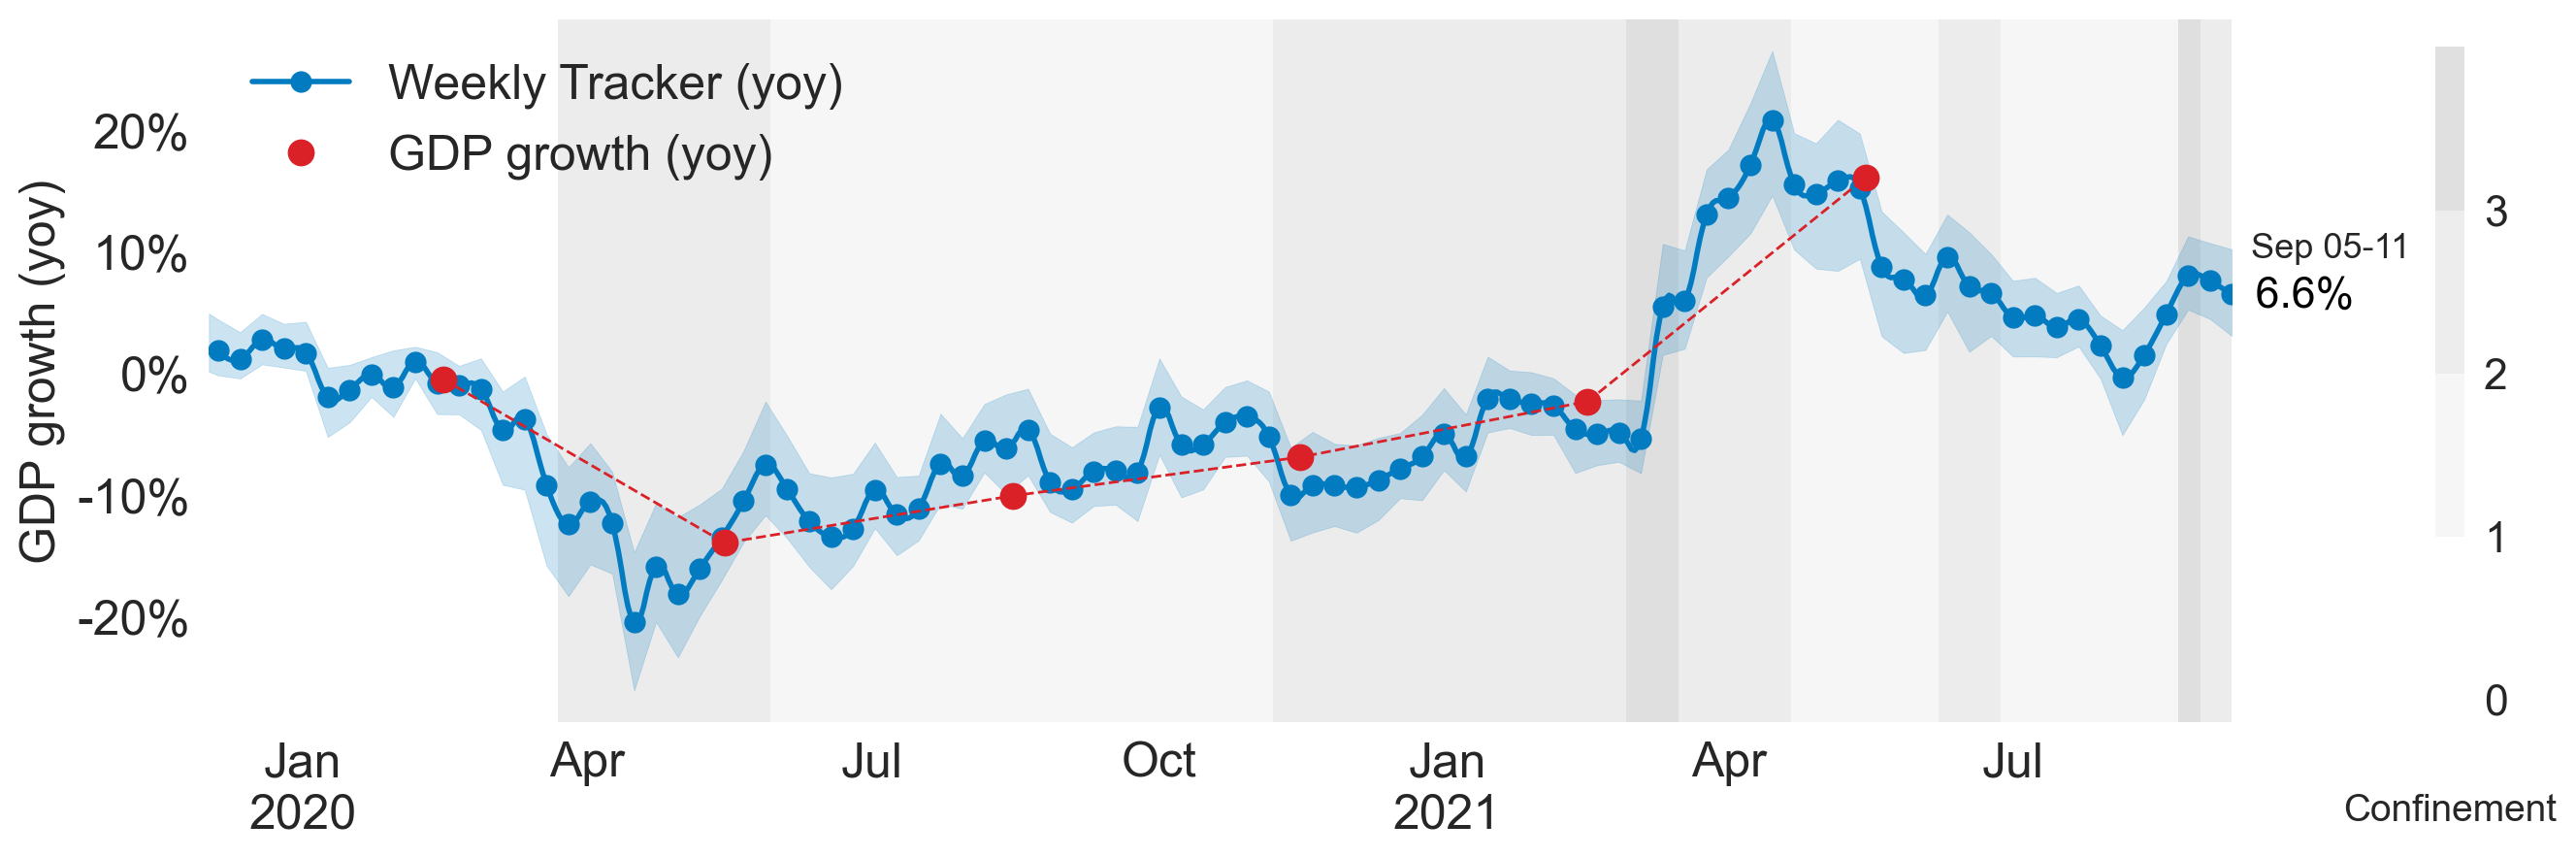 Weekly Tracker (yoy)
GDP growth (yoy)
GDP growth (yoy)
20%
10%
0%
-10%
-20%
Jan
2020
Apr
Jul
Oct
Jan
2021
Apr
Jul
Sep 05-11
6.6%
3
2
1
0
Confinement